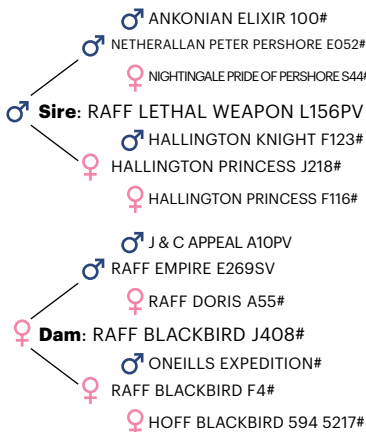 ANKONIAN ELIXIR 100#
NETHERALLAN PETER PERSHORE E052#
NIGHTINGALE PRIDE OF PERSHORE S44#
Sire: RAFF LETHAL WEAPON L156PV
HALLINGTON KNIGHT F123#
HALLINGTON PRINCESS J218#
HALLINGTON PRINCESS F116#
J & C APPEAL A10PV
RAFF EMPIRE E269SV
RAFF DORIS A55#
Dam: RAFF BLACKBIRD J408#
ONEILLS EXPEDITION#
RAFF BLACKBIRD F4#
HOFF BLACKBIRD 594 5217#